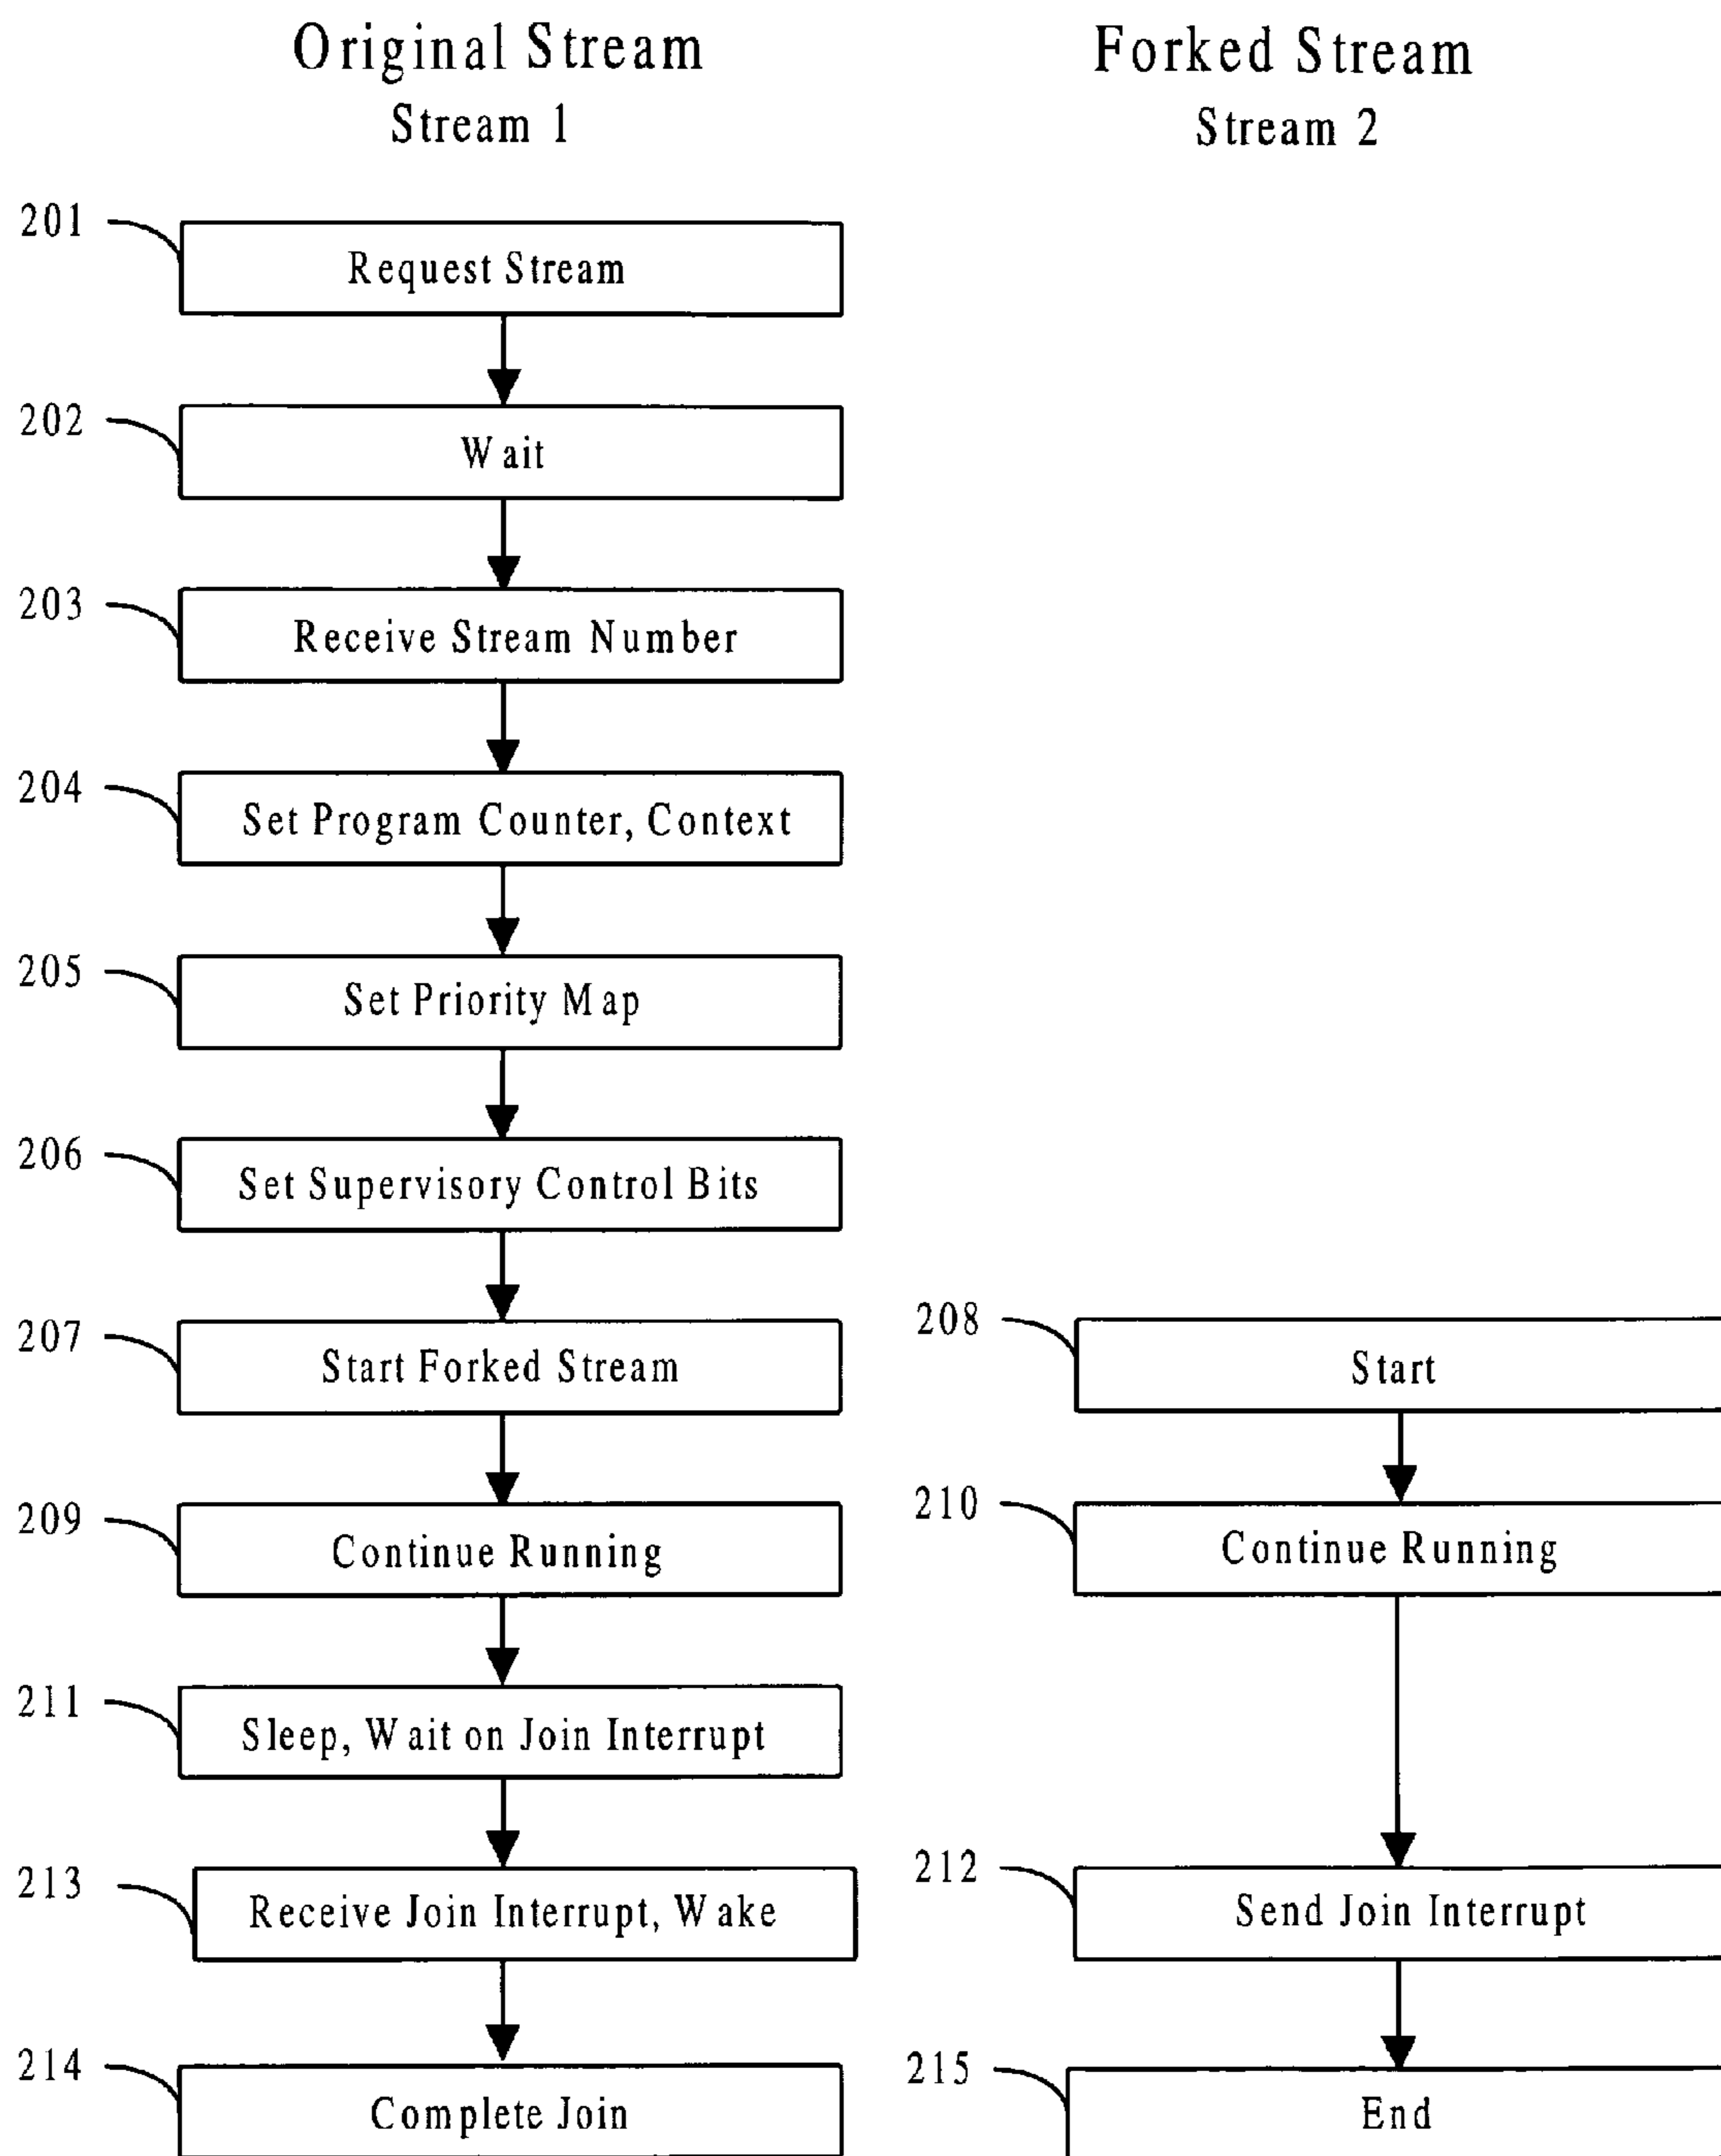 Original Stream
Stream 1
Forked Stream
Stream 2
201
Request Stream
202
Wait
203
Receive Stream Number
204
Set Program Counter, Context
205
Set Priority Map
206
Set Supervisory Control Bits
207
Start Forked Stream
208
Start
209
Continue Running
210
Continue Running
211
Sleep, Wait on Join Interrupt
213
Receive Join Interrupt, Wake
212
Send Join Interrupt
214
Complete Join
215
End